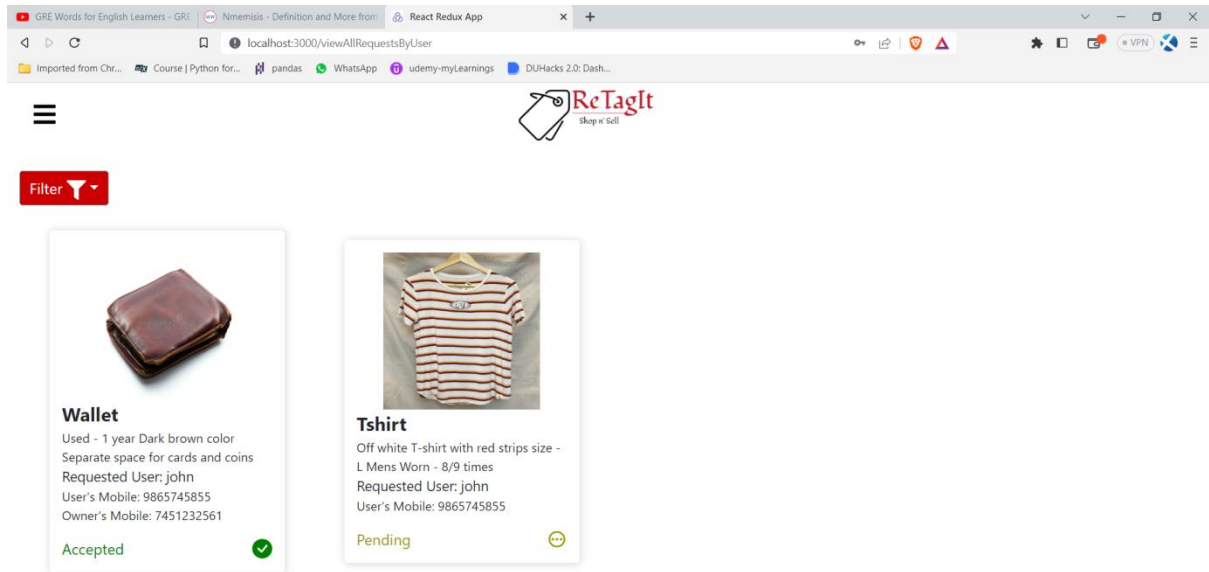 GRE Words for English Learners - GRE
Nmemisis - Definition and More from
React Redux App
localhost:3000/viewAllRequestsByUser
VPN
Imported from Chr...
Course | Python for...
pandas
WhatsApp
udemy-myLearnings
DUHacks 2.0: Dash...
ReTagIt
Shop n' Sell
Filter
Wallet
Used - 1 year Dark brown color
Separate space for cards and coins
Requested User: john
User's Mobile: 9865745855
Owner's Mobile: 7451232561
Accepted
Tshirt
Off white T-shirt with red strips size -
L Mens Worn - 8/9 times
Requested User: john
User's Mobile: 9865745855
Pending